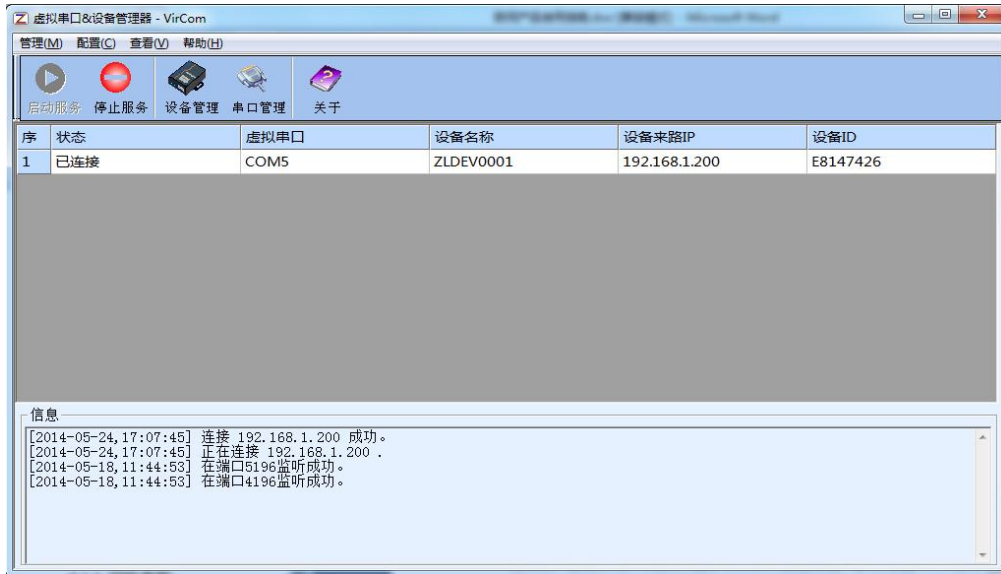 虚拟串口&设备管理器 - VirCom
管理(M) 配置(C) 查看(V) 帮助(H)
启动服务 停止服务 设备管理 串口管理 关于
序 状态 虚拟串口 设备名称 设备来路IP 设备ID
1 已连接 COM5 ZLDEV0001 192.168.1.200 E8147426
信息
[2014-05-24,17:07:45] 连接 192.168.1.200 成功。
[2014-05-24,17:07:45] 正在连接 192.168.1.200 .
[2014-05-18,11:44:53] 在端口5196监听成功。
[2014-05-18,11:44:53] 在端口4196监听成功。